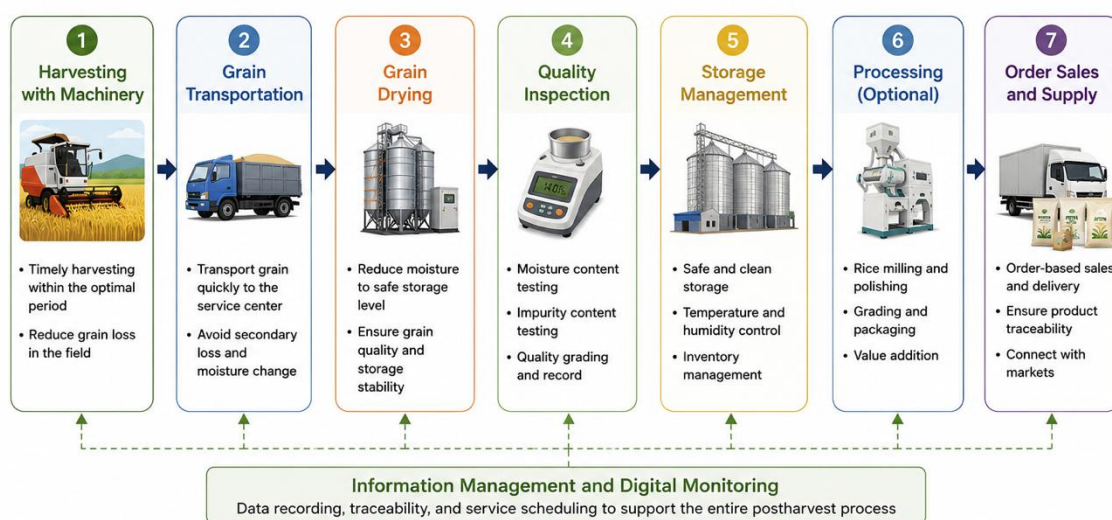 1
Harvesting
with Machinery
• Timely harvesting
within the optimal
period
• Reduce grain loss
in the field
2
Grain
Transportation
• Transport grain
quickly to the
service center
• Avoid secondary
loss and
moisture change
3
Grain
Drying
• Reduce moisture
to safe storage
level
• Ensure grain
quality and
storage
stability
4
Quality
Inspection
• Moisture content
testing
• Impurity content
testing
• Quality grading
and record
5
Storage
Management
• Safe and clean
storage
• Temperature and
humidity control
• Inventory
management
6
Processing
(Optional)
• Rice milling and
polishing
• Grading and
packaging
• Value addition
7
Order Sales
and Supply
• Order-based sales
and delivery
• Ensure product
traceability
• Connect with
markets
Information Management and Digital Monitoring
Data recording, traceability, and service scheduling to support the entire postharvest process